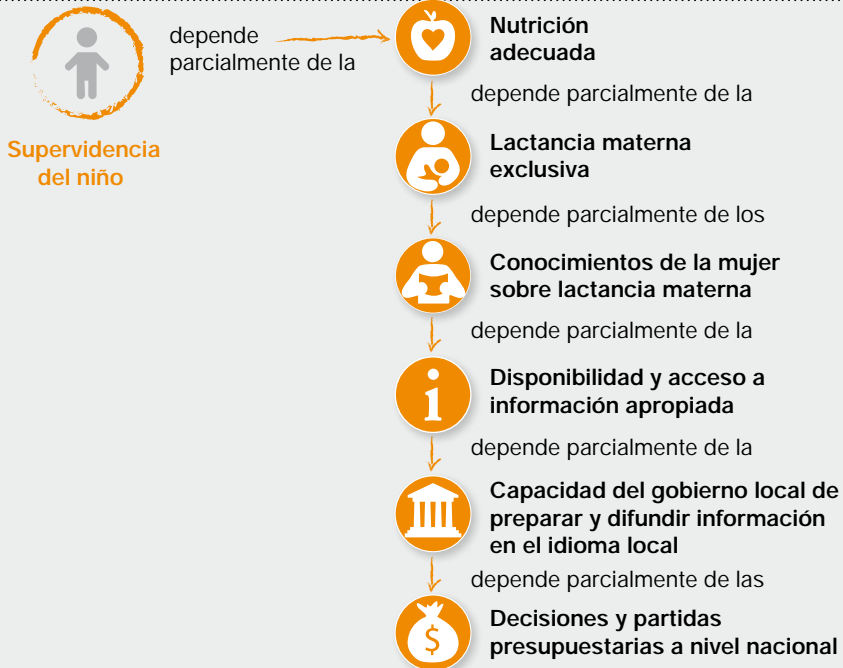 depende
parcialmente de la
Supervidencia
del niño
Nutrición
adecuada
depende parcialmente de la
Lactancia materna
exclusiva
depende parcialmente de los
Conocimientos de la mujer
sobre lactancia materna
depende parcialmente de la
Disponibilidad y acceso a
información apropiada
depende parcialmente de la
Capacidad del gobierno local de
preparar y difundir información
en el idioma local
depende parcialmente de las
Decisiones y partidas
presupuestarias a nivel nacional